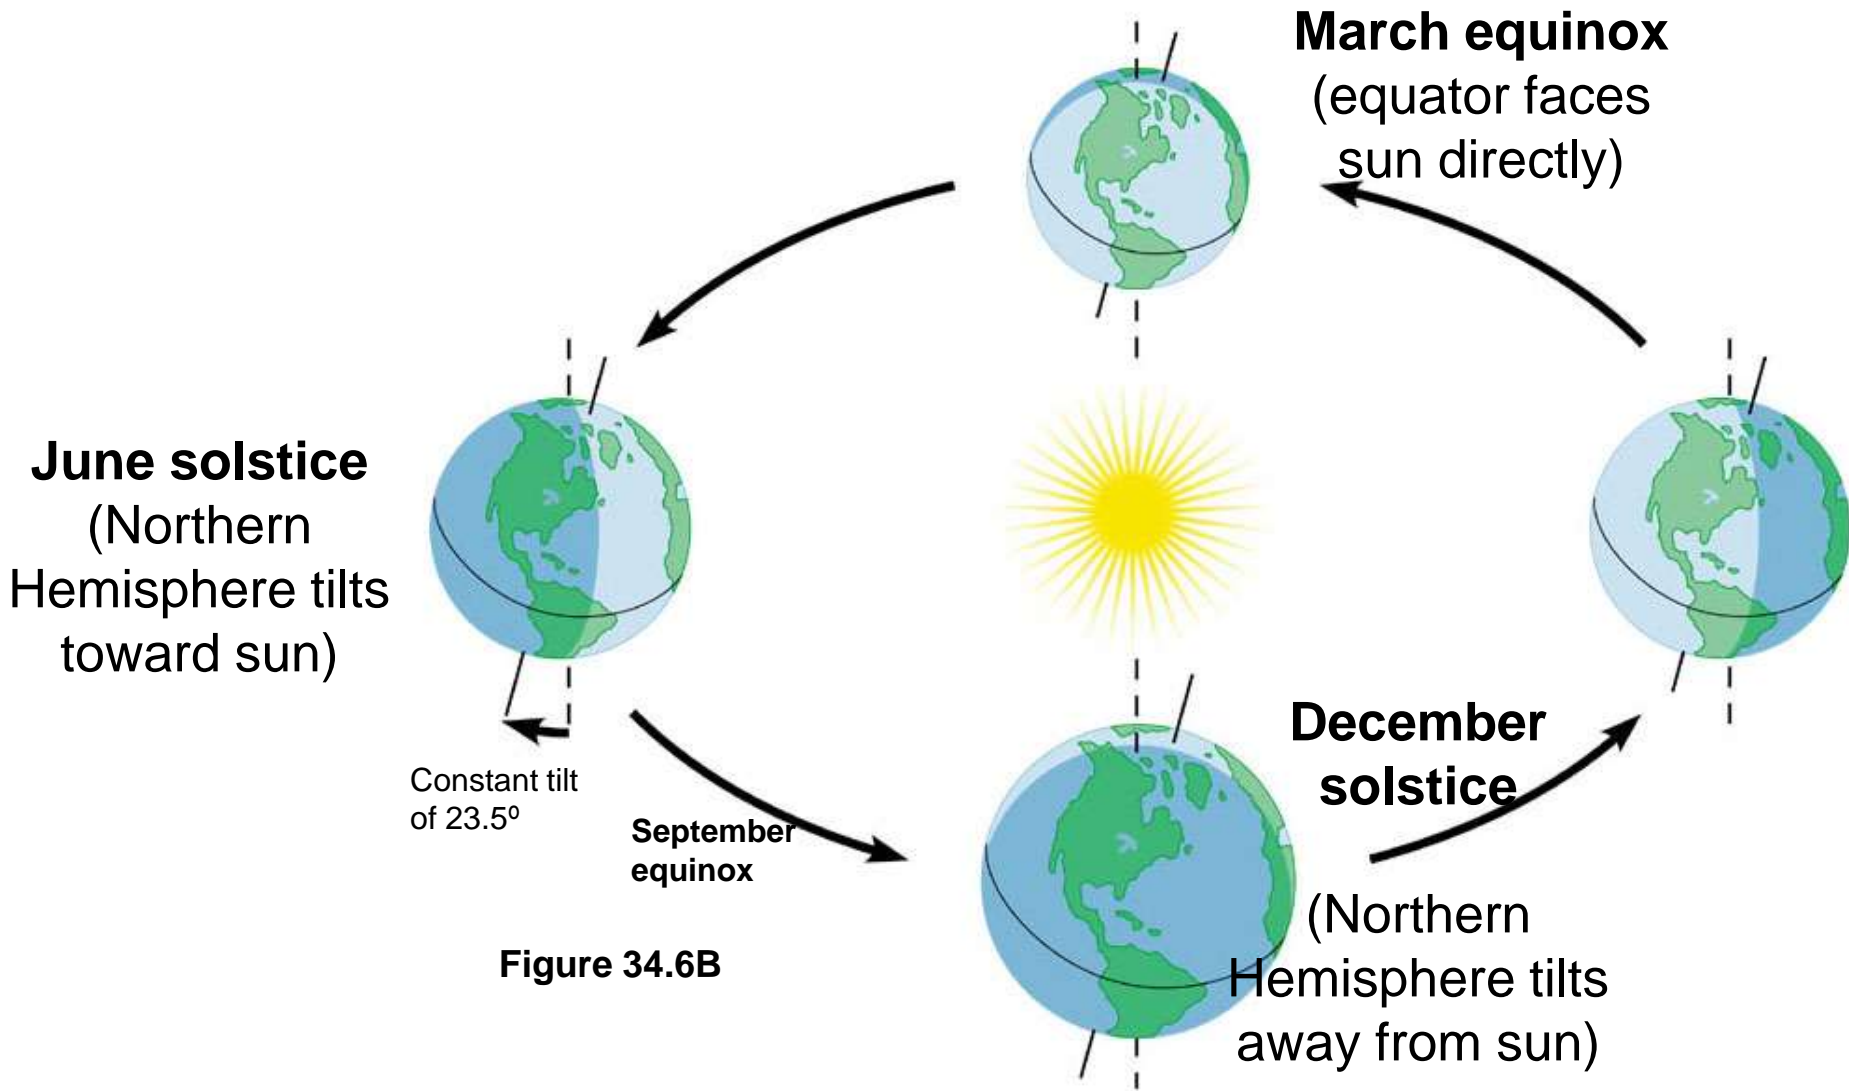 March equinox
(equator faces
sun directly)
June solstice
(Northern
Hemisphere tilts
toward sun)
Constant tilt
of 23.5⁰
September
equinox
December
solstice
(Northern
Hemisphere tilts
away from sun)
Figure 34.6B